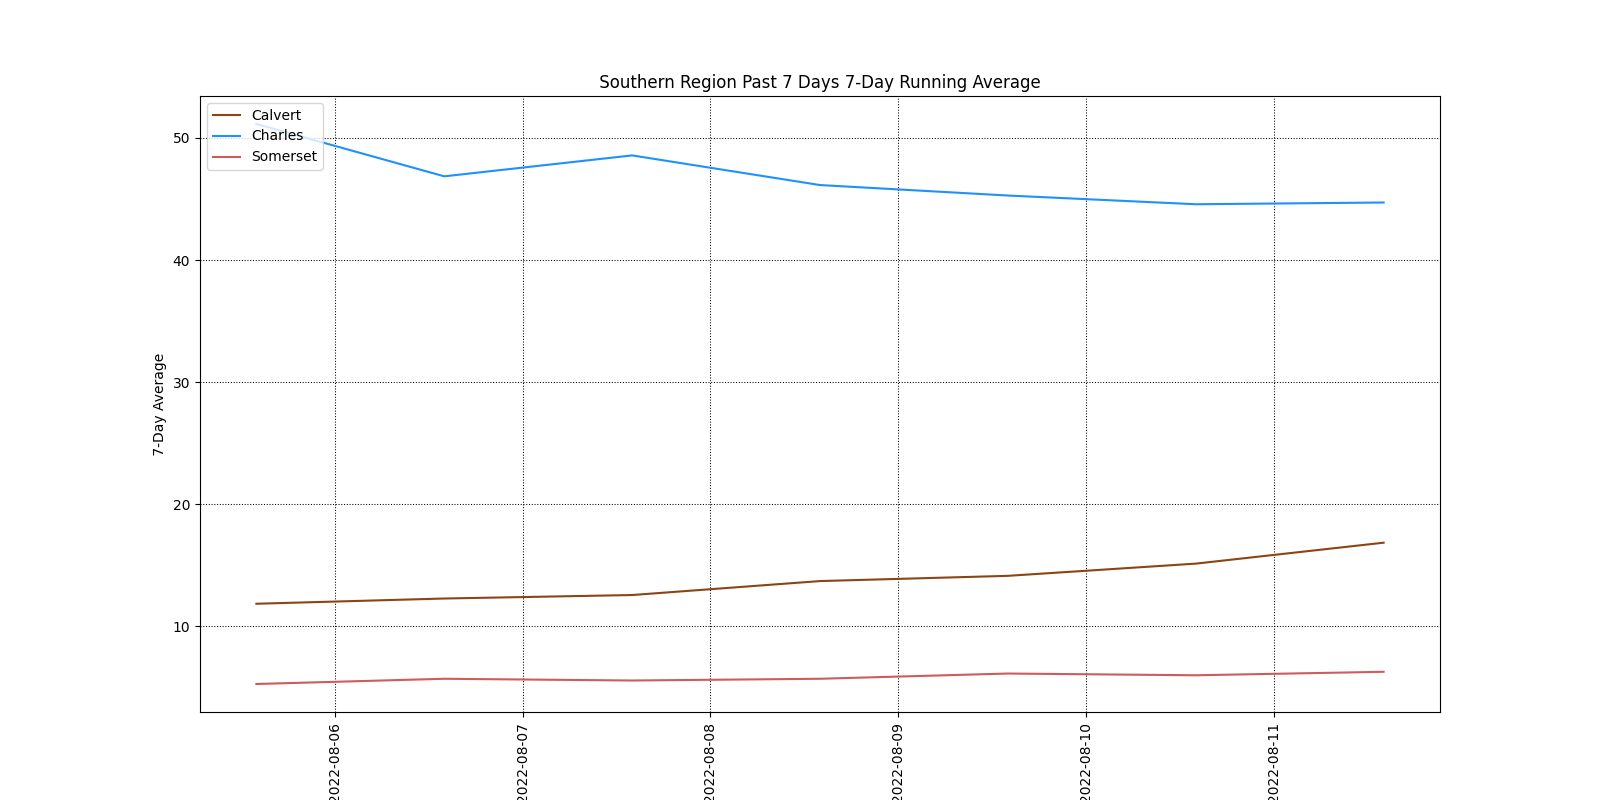 Southern Region Past 7 Days 7-Day Running Average
Calvert
Charles
Somerset
50
40
30
20
10
7-Day Average
2022-08-06
2022-08-07
2022-08-08
2022-08-09
2022-08-10
2022-08-11